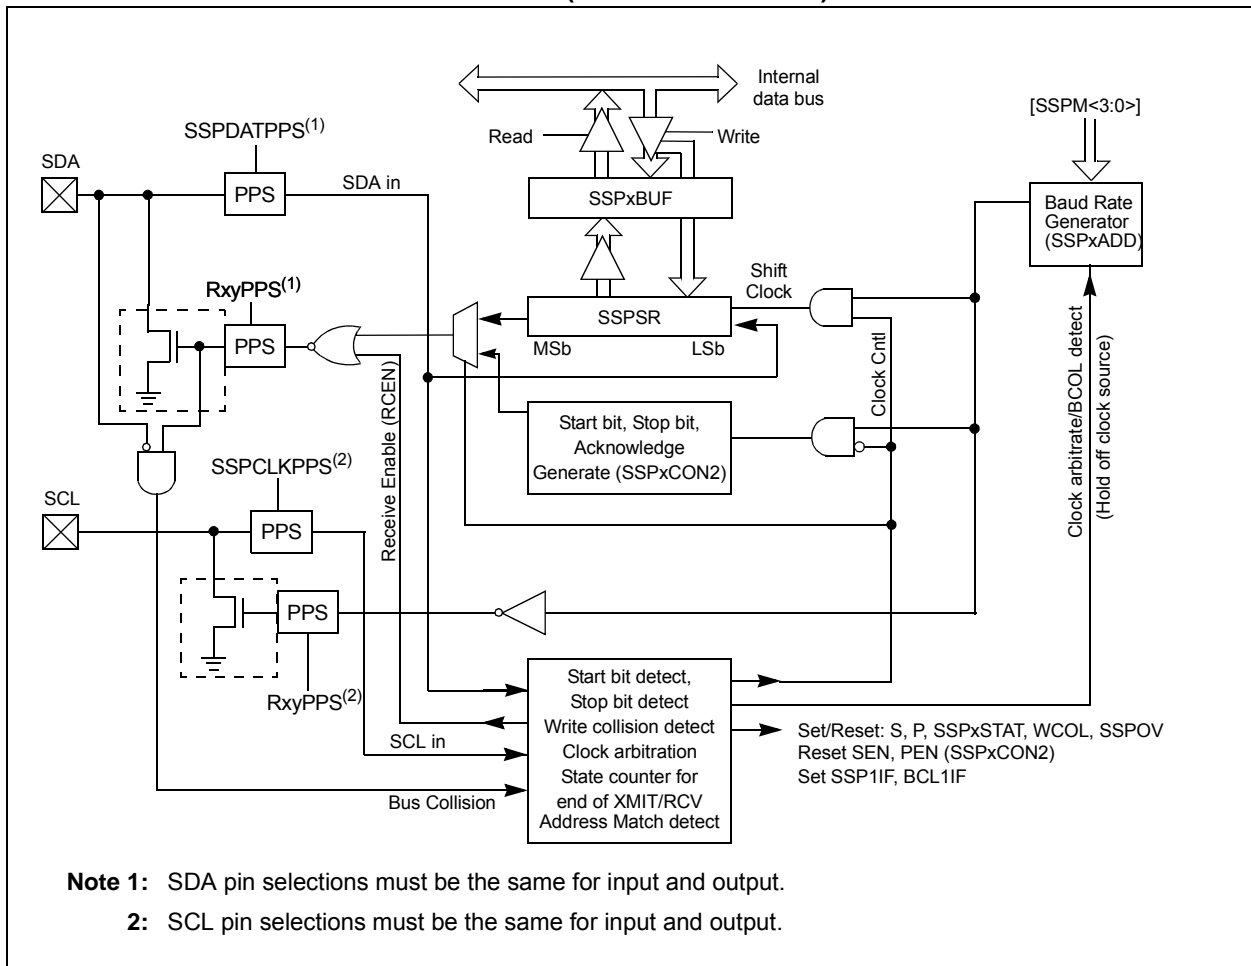 Internal
data bus
[SSPM<3:0>]
SSPDATPPS(1)
Read
Write
SDA
PPS
SDA in
SSPxBUF
Baud Rate
Generator
(SSPxADD)
RxyPPS(1)
Shift
Clock
PPS
SSPSR
MSb
LSb
Receive Enable (RCEN)
Clock Cntl
Clock arbitrate/BCOL detect
(Hold off clock source)
Start bit, Stop bit,
Acknowledge
Generate (SSPxCON2)
SSPCLKPPS(2)
SCL
PPS
PPS
RxyPPS(2)
SCL in
Bus Collision
Start bit detect,
Stop bit detect
Write collision detect
Clock arbitration
State counter for
end of XMIT/RCV
Address Match detect
Set/Reset: S, P, SSPxSTAT, WCOL, SSPOV
Reset SEN, PEN (SSPxCON2)
Set SSP1IF, BCL1IF
Note 1: SDA pin selections must be the same for input and output.
2: SCL pin selections must be the same for input and output.